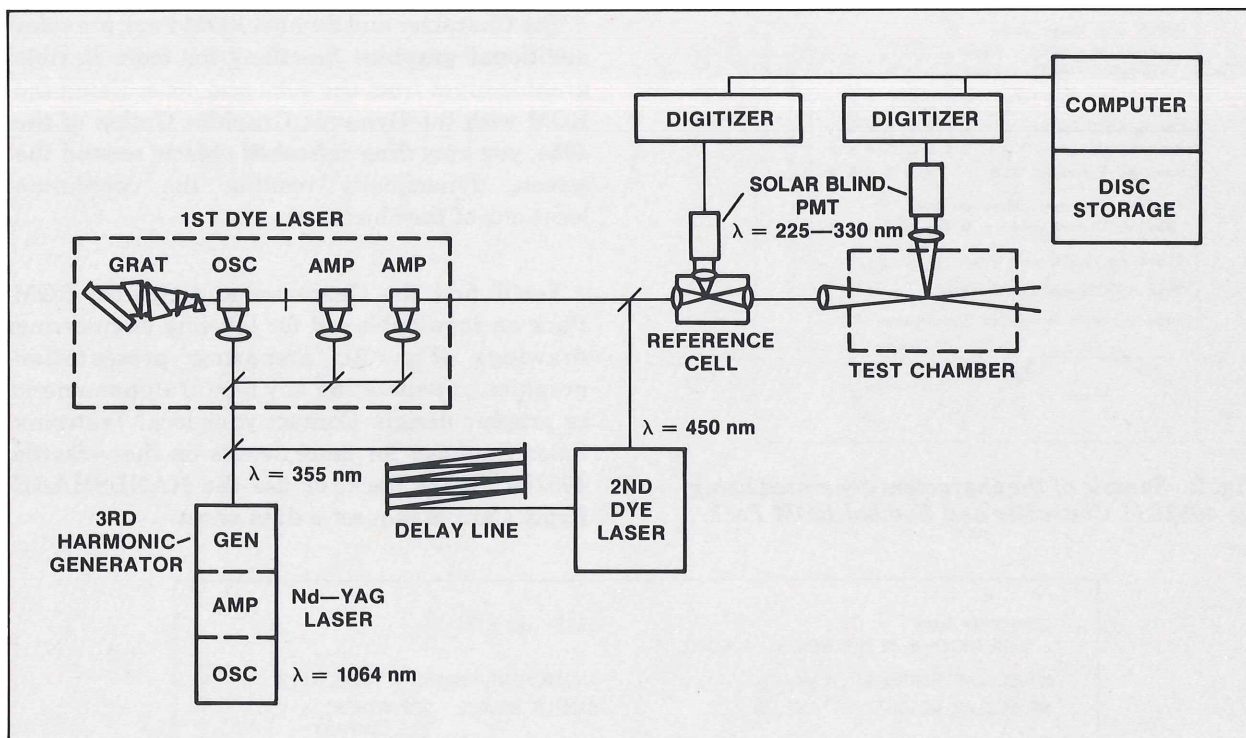 DIGITIZER
DIGITIZER
COMPUTER
DISC
STORAGE
SOLAR BLIND
PMT
λ = 225—330 nm
1ST DYE LASER
GRAT
OSC
AMP
AMP
REFERENCE
CELL
TEST CHAMBER
λ = 355 nm
DELAY LINE
λ = 450 nm
2ND
DYE
LASER
3RD
HARMONIC
GENERATOR
GEN
AMP
OSC
Nd—YAG
LASER
λ = 1064 nm